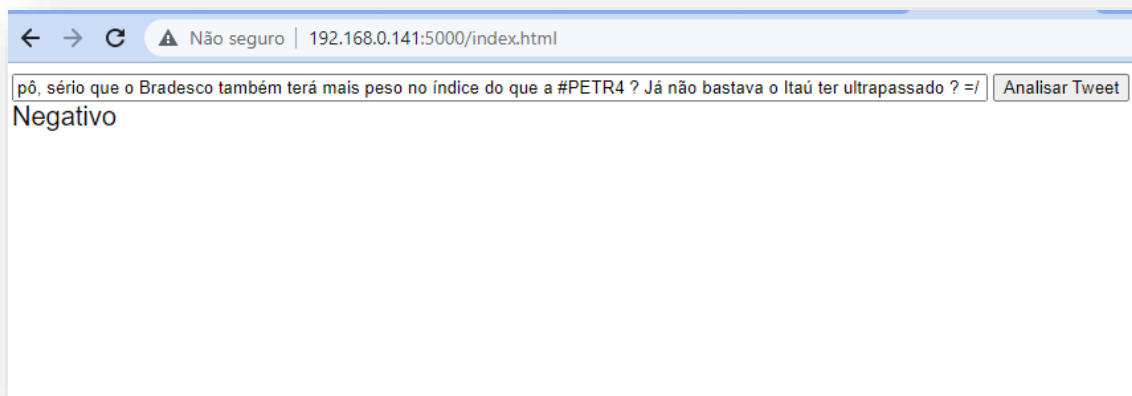 Não seguro | 192.168.0.141:5000/index.html
pô, sério que o Bradesco também terá mais peso no índice do que a #PETR4 ? Já não bastava o Itaú ter ultrapassado ? =/ Analisar Tweet
Negativo